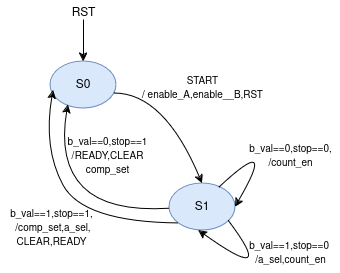 RST
S0
START
/ enable_A,enable__B,RST
b_val==0,stop==1
/READY,CLEAR
comp_set
b_val==0,stop==0,
/count_en
S1
b_val==1,stop==1,
/comp_set,a_sel,
CLEAR,READY
b_val==1,stop==0
/a_sel,count_en